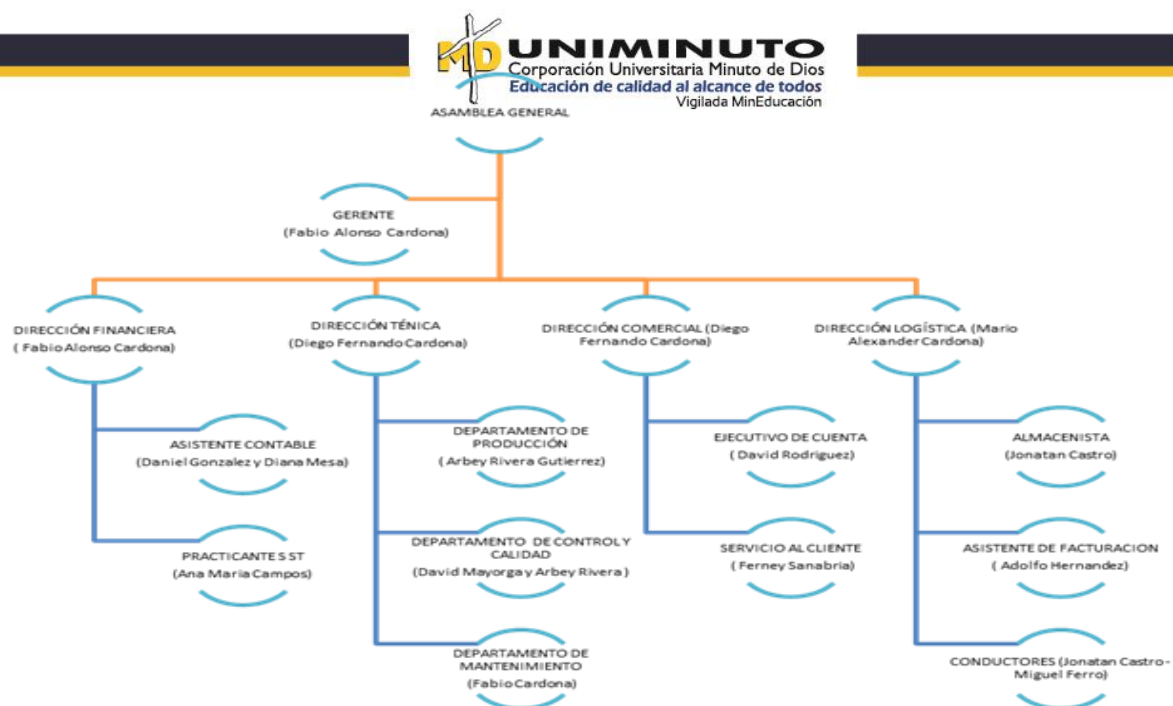 MD UNIMINUTO
Corporación Universitaria Minuto de Dios
Educación de calidad al alcance de todos
Vigilada MinEducación
ASAMBLEA GENERAL
GERENTE
(Fabio Alonso Cardona)
DIRECCIÓN FINANCIERA
( Fabio Alonso Cardona)
ASISTENTE CONTABLE
(Daniel Gonzalez y Diana Mesa)
PRACTICANTE S ST
(Ana Maria Campos)
DIRECCIÓN TÉNICA
(Diego Fernando Cardona)
DEPARTAMENTO DE
PRODUCCIÓN
( Arbey Rivera Gutierrez)
DEPARTAMENTO DE CONTROL Y
CALIDAD
(David Mayorga y Arbey Rivera )
DEPARTAMENTO DE
MANTENIMIENTO
(Fabio Cardona)
DIRECCIÓN COMERCIAL (Diego
Fernando Cardona)
EJECUTIVO DE CUENTA
( David Rodriguez)
SERVICIO AL CLIENTE
( Ferney Sanabria)
DIRECCIÓN LOGÍSTICA (Mario
Alexander Cardona)
ALMACENISTA
(Jonatan Castro)
ASISTENTE DE FACTURACION
( Adolfo Hernandez)
CONDUCTORES (Jonatan Castro-
Miguel Ferro)